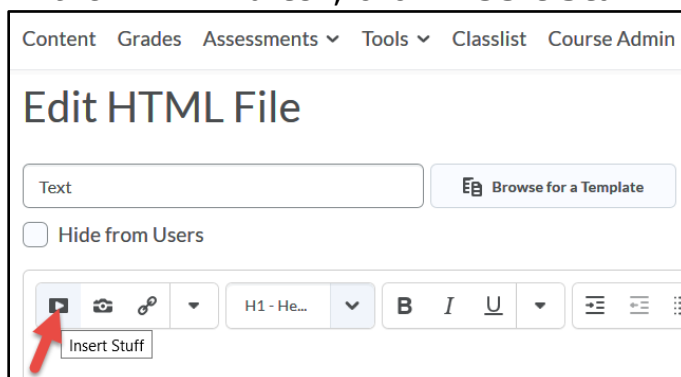 Content Grades Assessments Tools Classlist Course Admin
Edit HTML File
Text Browse for a Template
Hide from Users
H1 - He... B I U
Insert Stuff